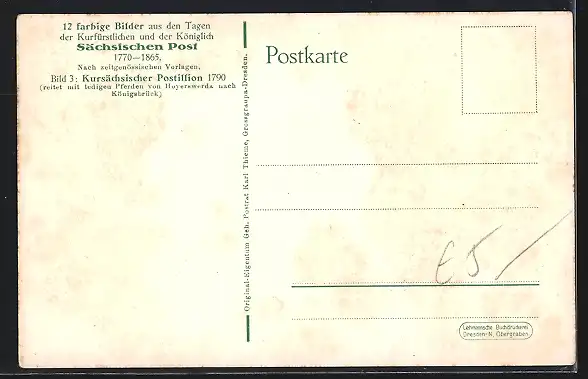 12 farbige Bilder aus den Tagen
der Kurfürstlichen und der Königlich
Sächsischen Post
1770—1865.
Nach zeitgenössischen Vorlagen.
Bild 3: Kursächsischer Postillion 1790
(reitet mit ledigen Pferden von Hoyerswerda nach
Königsbrück)
Original-Eigentum Geh. Postrat Karl Thieme, Grossgraupa-Dresden.
Postkarte
Lehmannsche Buchdruckerei
Dresden-N, Obergraben